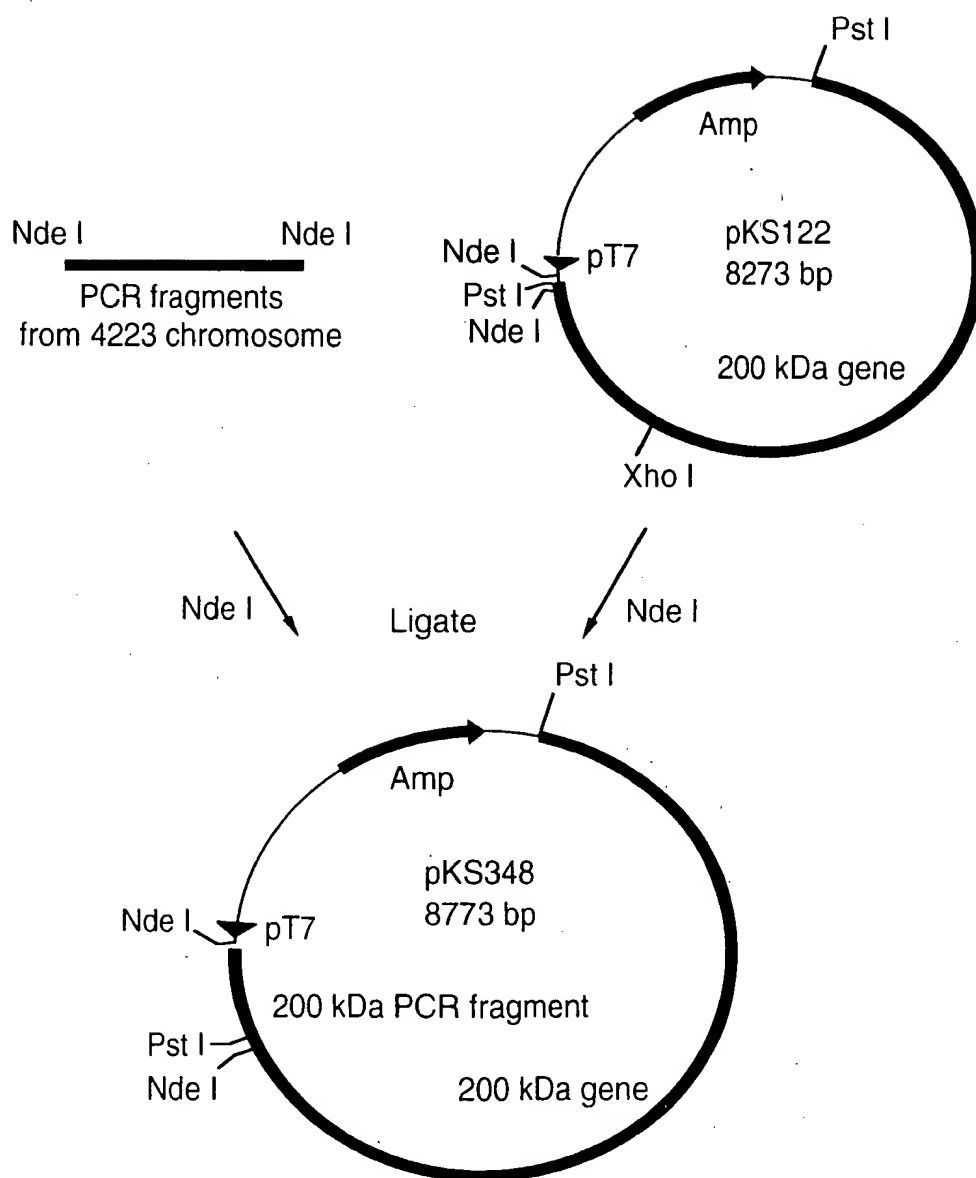 Pst I
Amp
Nde I
Nde I
PCR fragments
from 4223 chromosome
pKS122
8273 bp
Nde I
pT7
Pst I
Nde I
200 kDa gene
Xho I
Nde I
Ligate
Nde I
Pst I
Amp
pKS348
8773 bp
Nde I
pT7
200 kDa PCR fragment
Pst I
Nde I
200 kDa gene